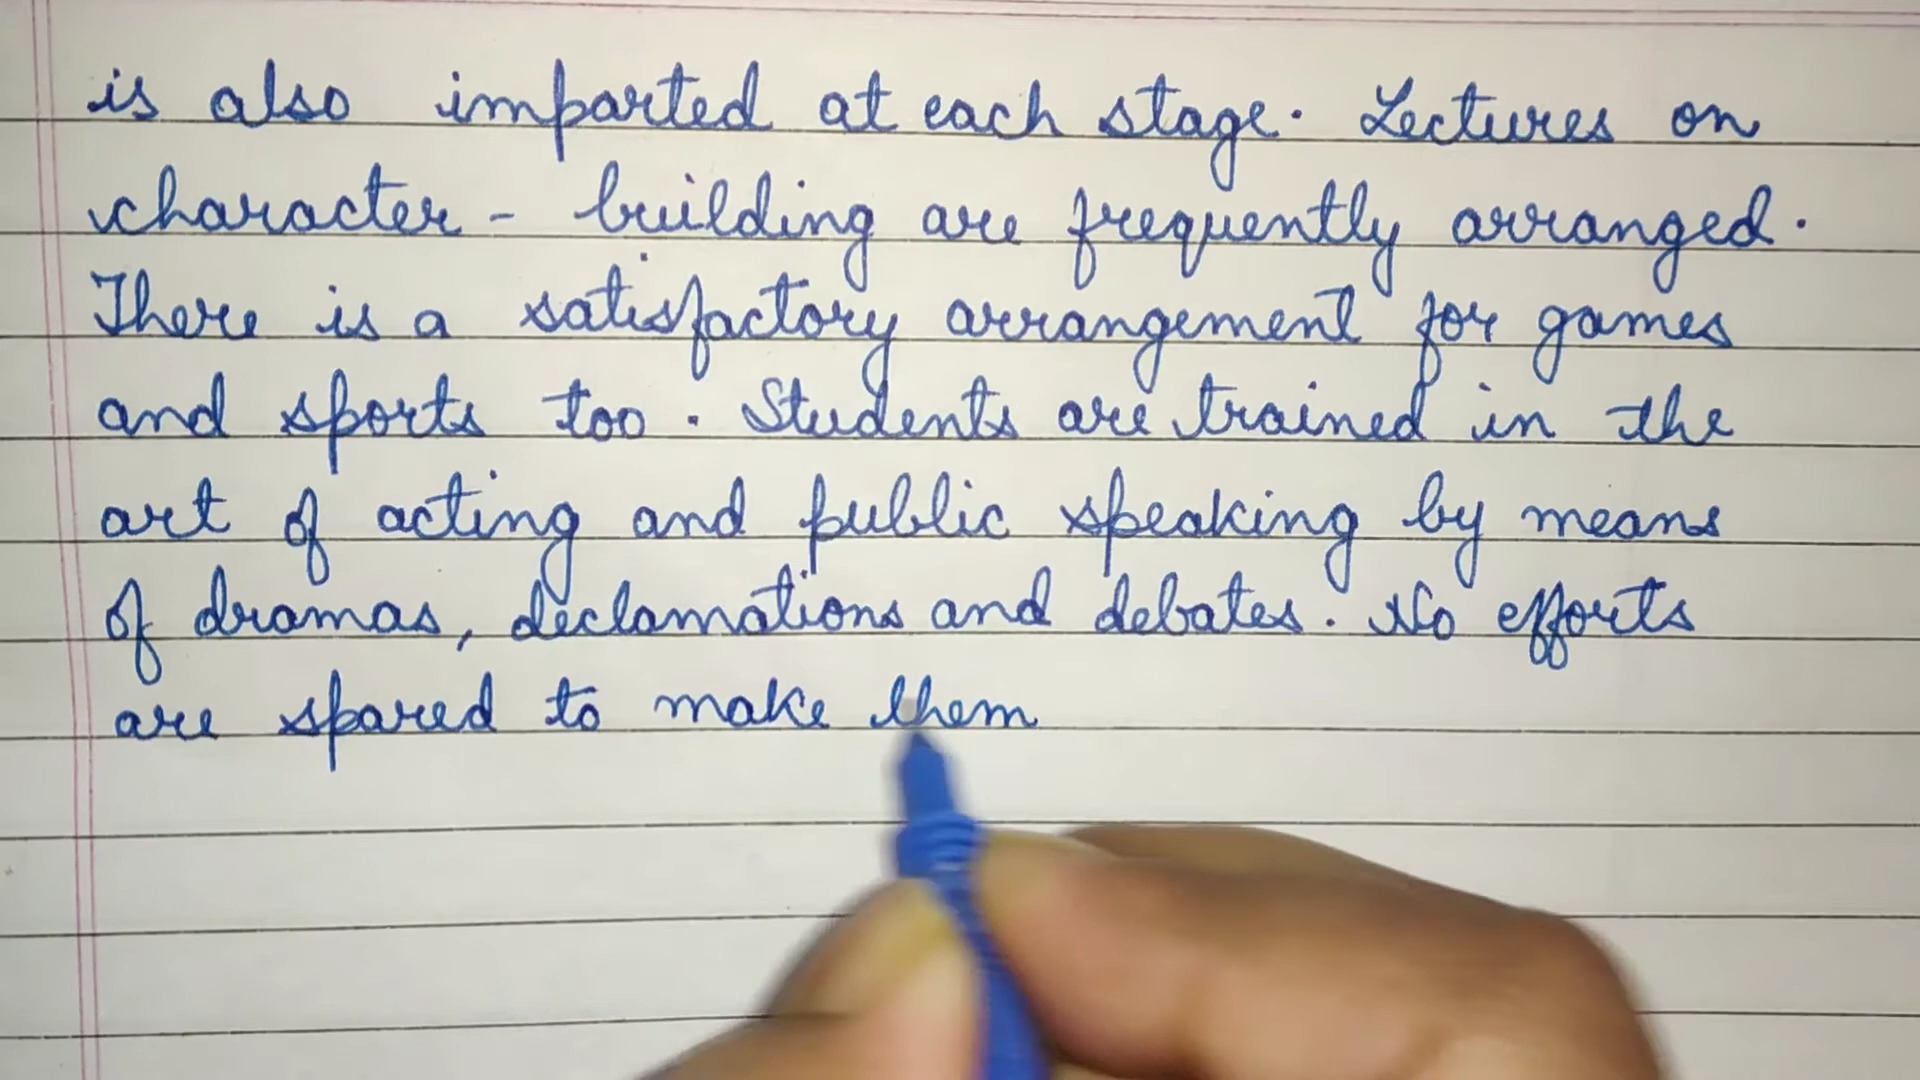 is also imparted at each stage. Lectures on
character - building are frequently arranged.
There is a satisfactory arrangement for games
and sports too. Students are trained in the
art of acting and public speaking by means
of dramas, declamations and debates. No efforts
are spared to make them